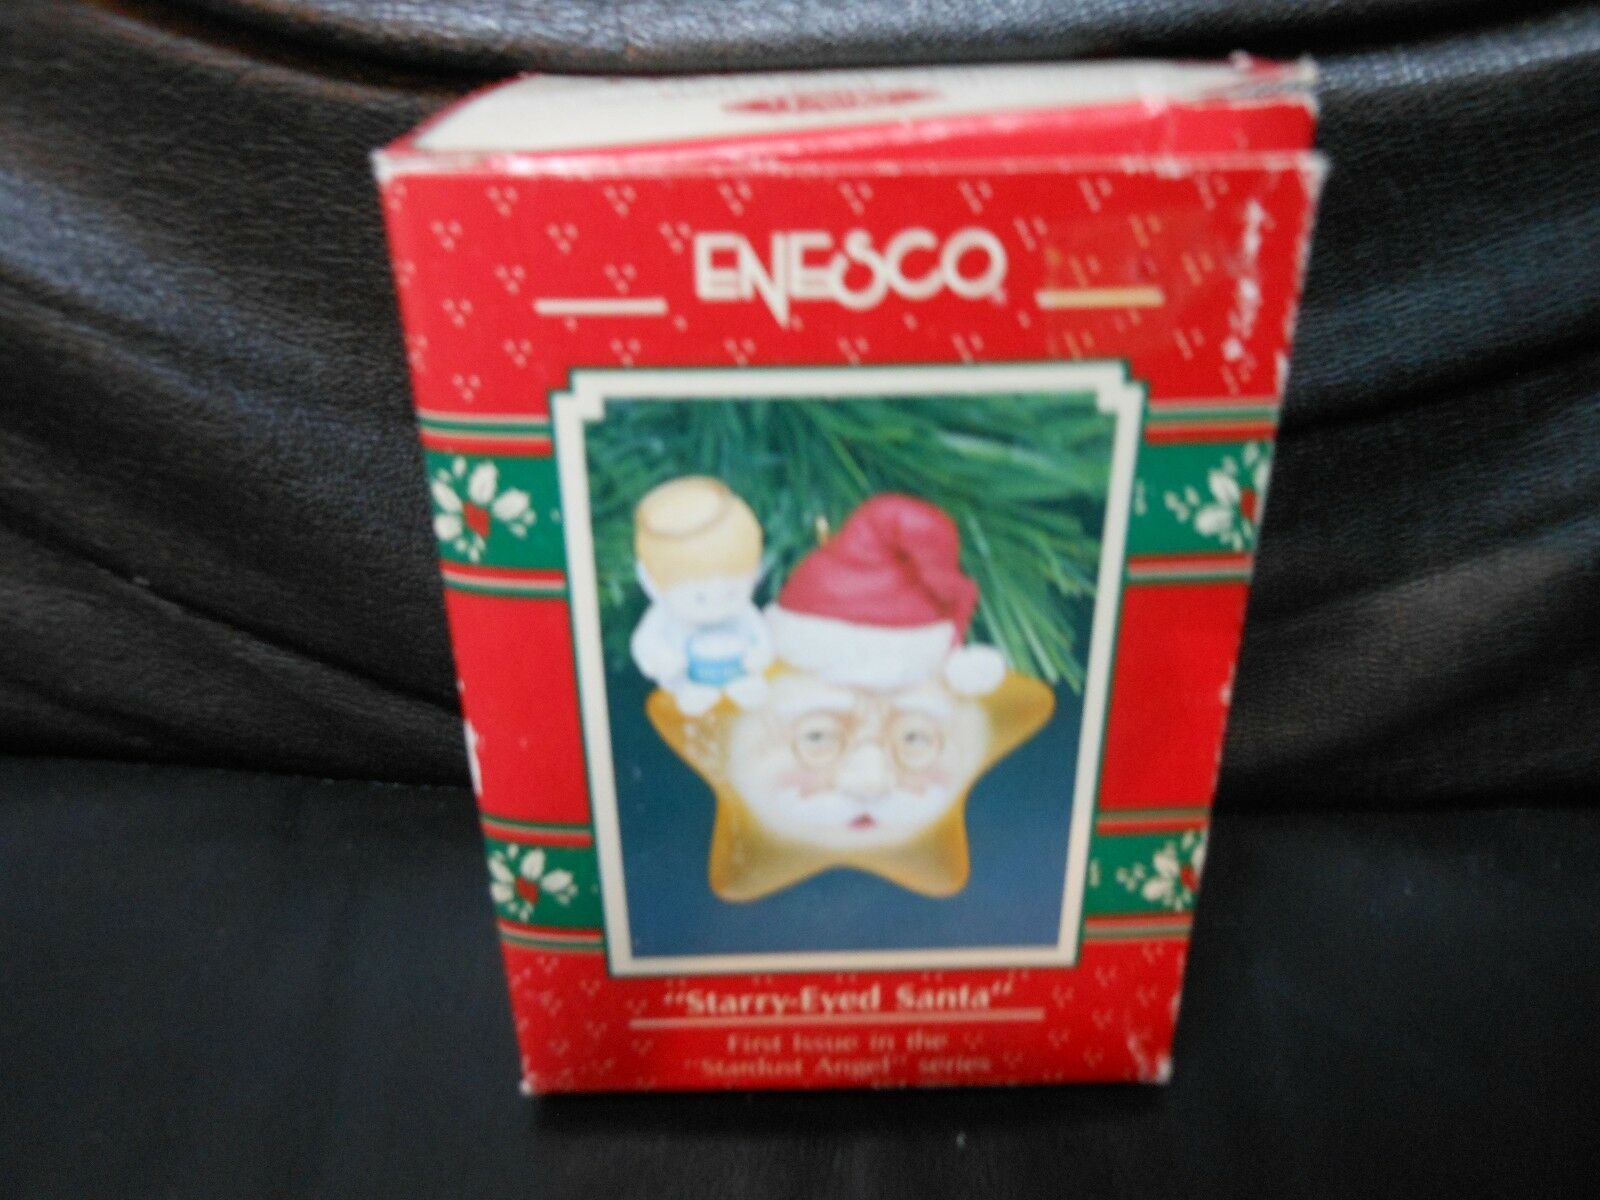 ENESCO
"Starry-Eyed Santa"
First Issue in the
"Stardust Angel" series